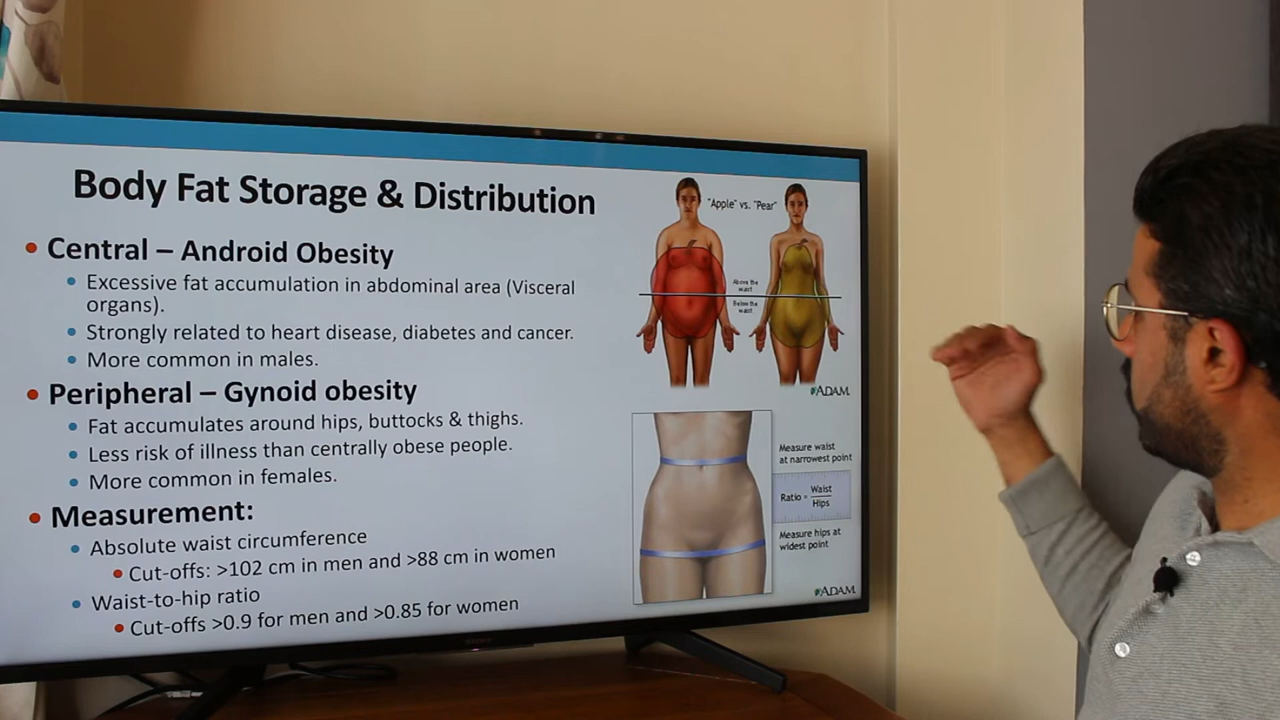 Body Fat Storage & Distribution
• Central – Android Obesity
• Excessive fat accumulation in abdominal area (Visceral
organs).
• Strongly related to heart disease, diabetes and cancer.
• More common in males.
• Peripheral – Gynoid obesity
• Fat accumulates around hips, buttocks & thighs.
• Less risk of illness than centrally obese people.
• More common in females.
• Measurement:
• Absolute waist circumference
• Cut-offs: >102 cm in men and >88 cm in women
• Waist-to-hip ratio
• Cut-offs >0.9 for men and >0.85 for women
"Apple" vs. "Pear"
Above the
waist
Below the
waist
ADAM.
Measure waist
at narrowest point
Ratio = Waist
Hips
Measure hips at
widest point
ADAM.